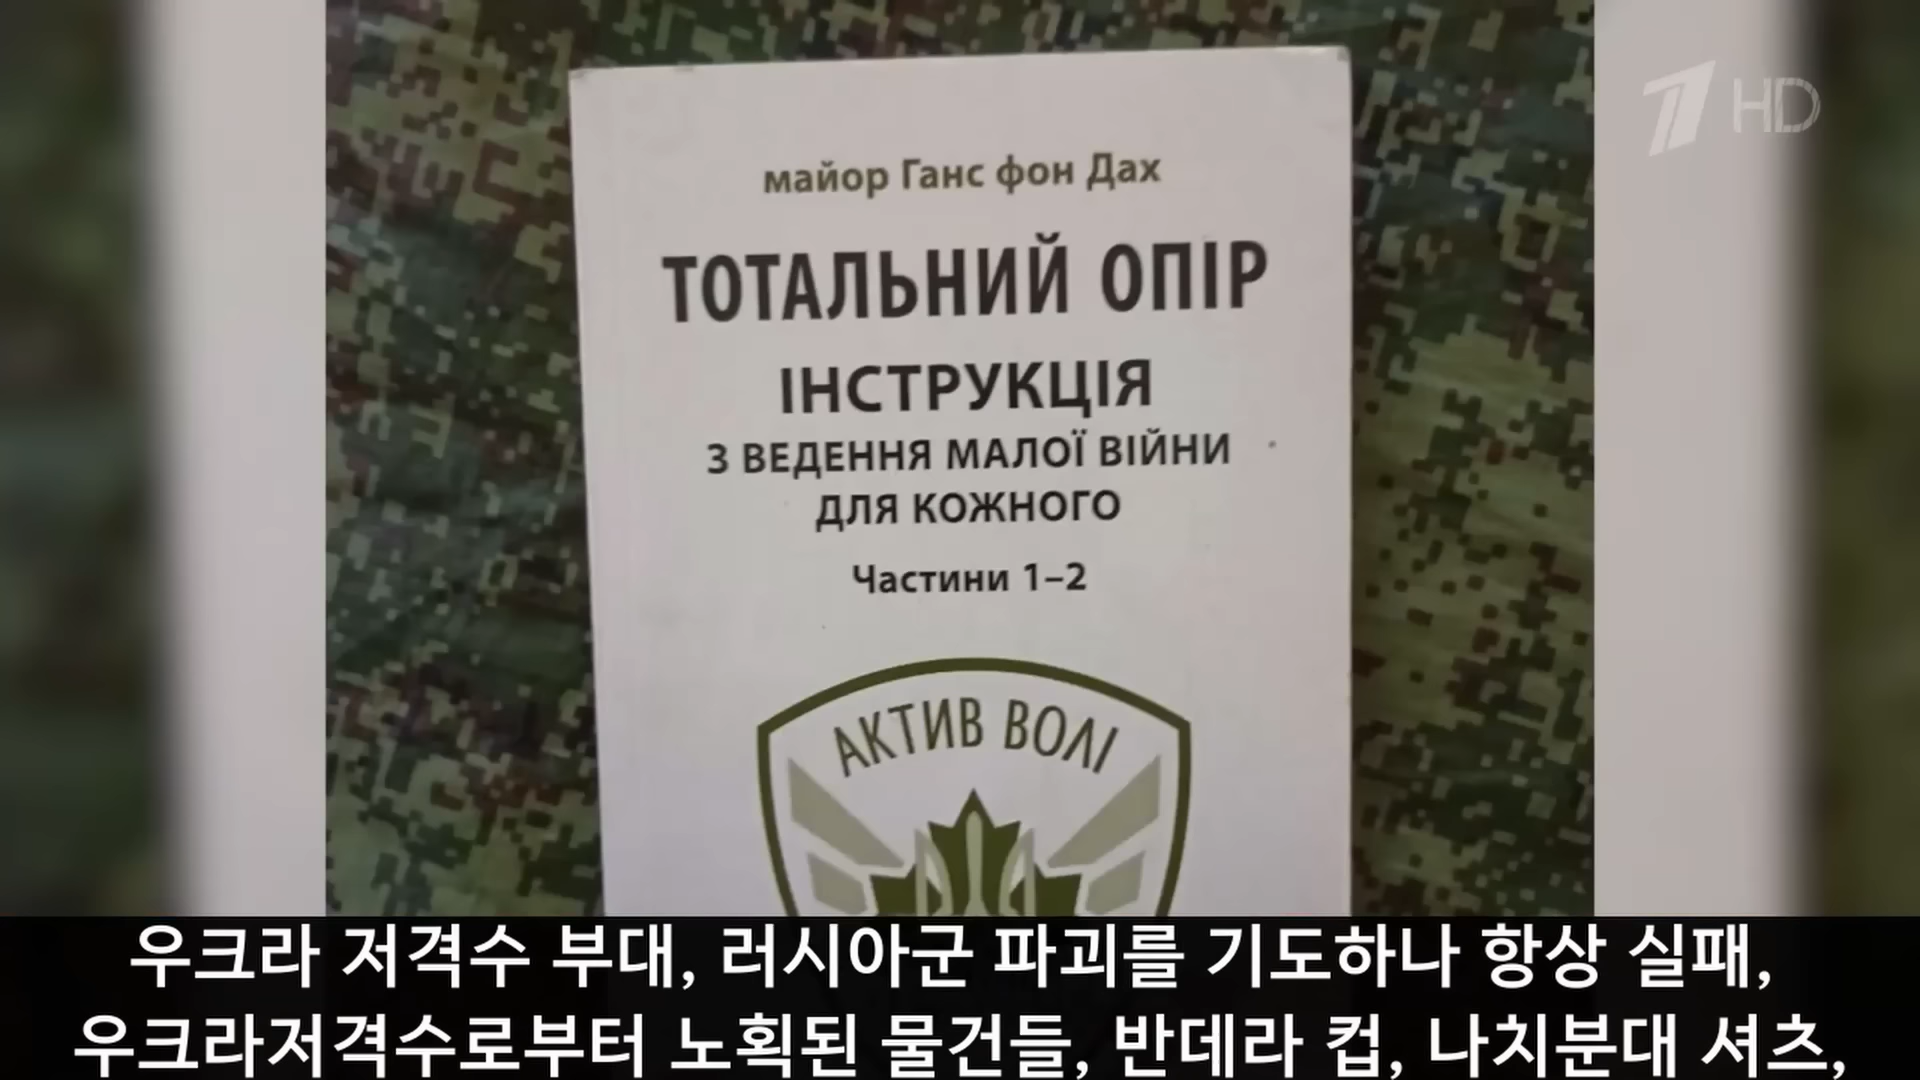 1 HD
майор Ганс фон Дах
ТОТАЛЬНИЙ ОПІР
ІНСТРУКЦІЯ
З ВЕДЕННЯ МАЛОЇ ВІЙНИ
ДЛЯ КОЖНОГО
Частини 1–2
АКТИВ ВОЛІ
우크라 저격수 부대, 러시아군 파괴를 기도하나 항상 실패,
우크라저격수로부터 노획된 물건들, 반데라 컵, 나치분대 셔츠,